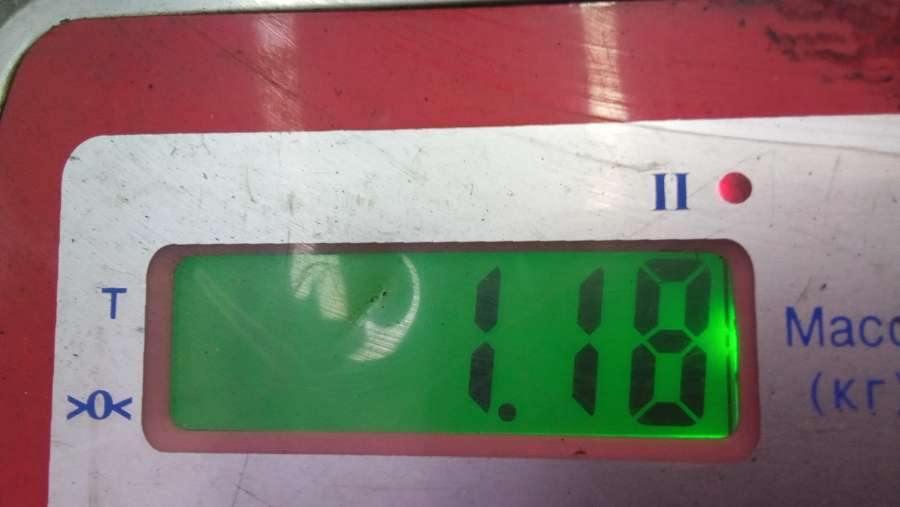 II
T
1.18
>0<
Масс
(кг)